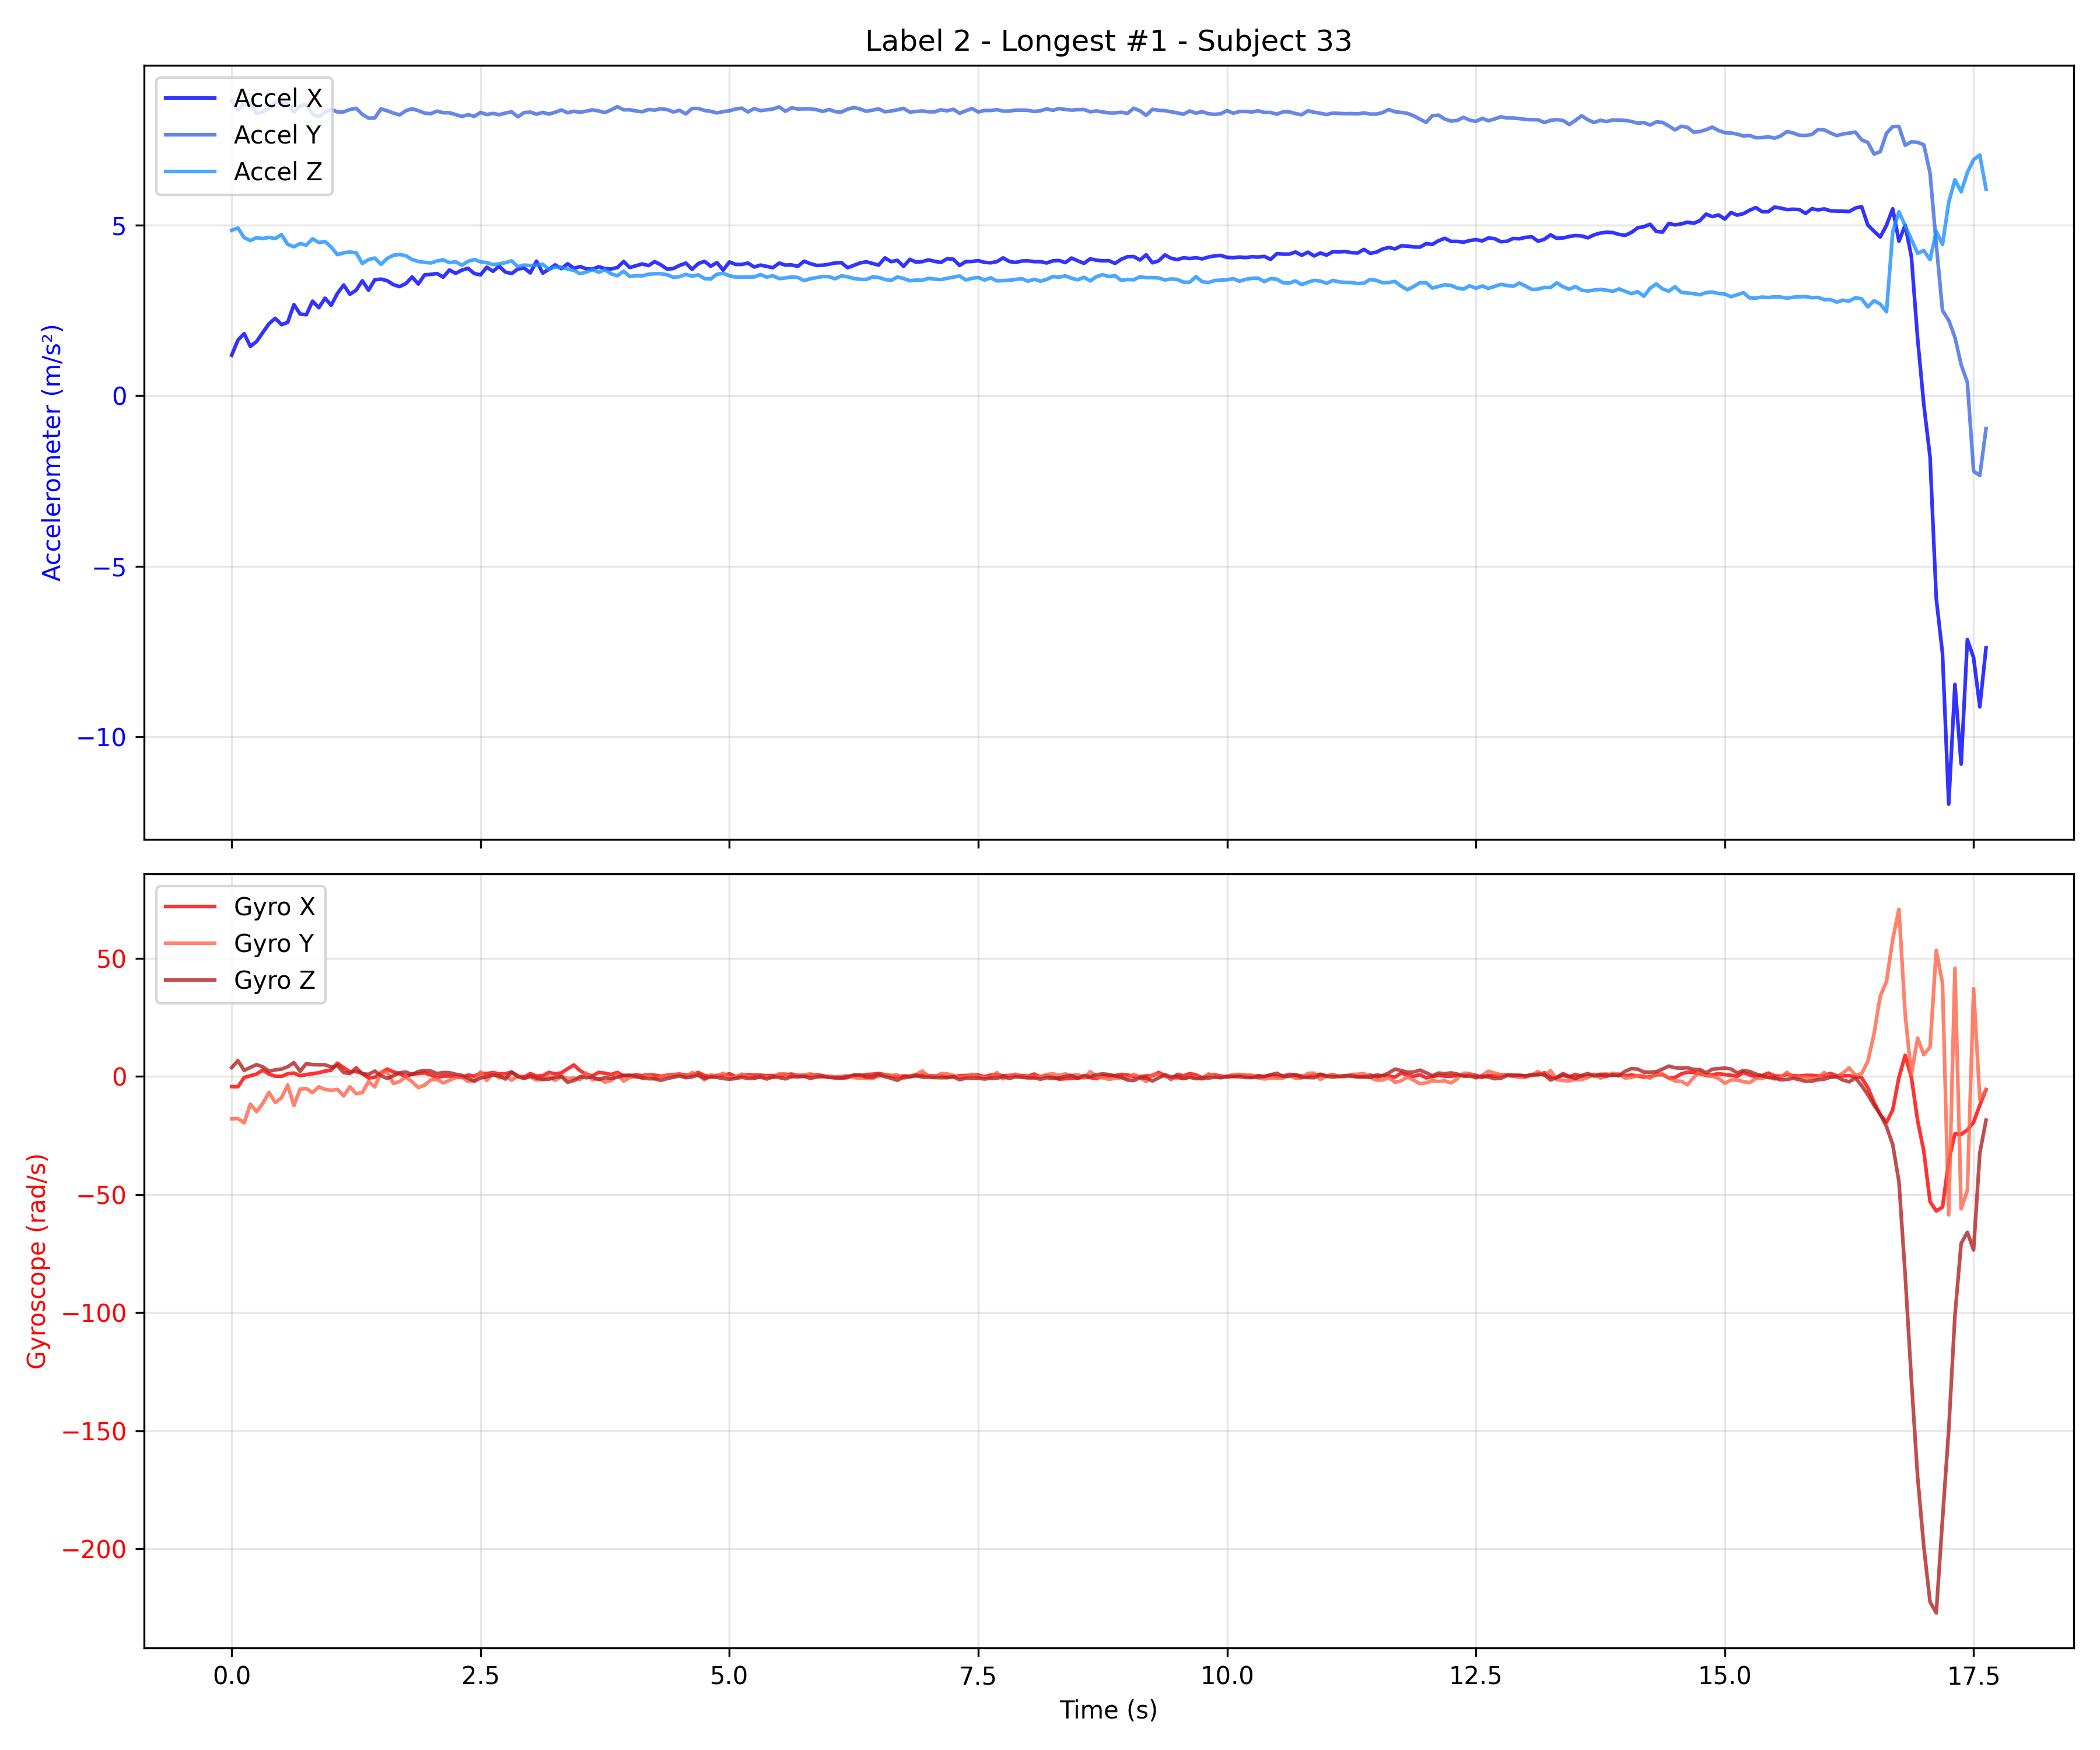 Label 2 - Longest #1 - Subject 33
Accel X
Accel Y
Accel Z
Accelerometer (m/s²)
5
0
−5
−10
Gyro X
Gyro Y
Gyro Z
Gyroscope (rad/s)
50
0
−50
−100
−150
−200
0.0 2.5 5.0 7.5 10.0 12.5 15.0 17.5
Time (s)